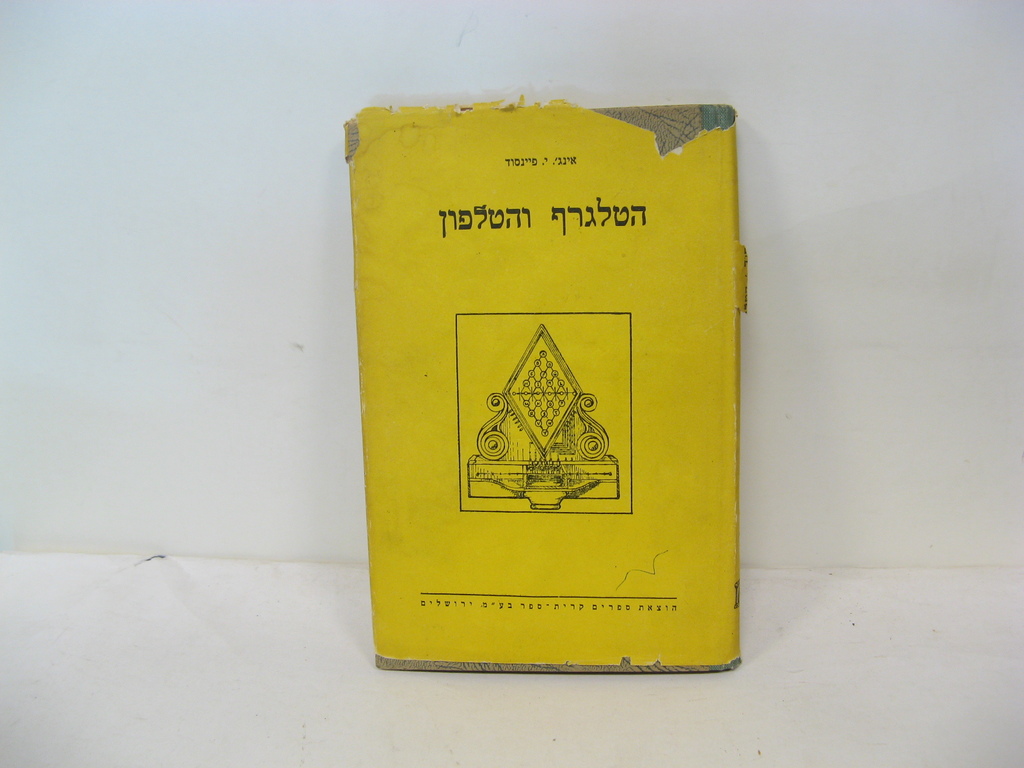 אינג׳. י. פיינסוד
הטלגרף והטלפון
הוצאת ספרים קרית-ספר בע״מ. ירושלים